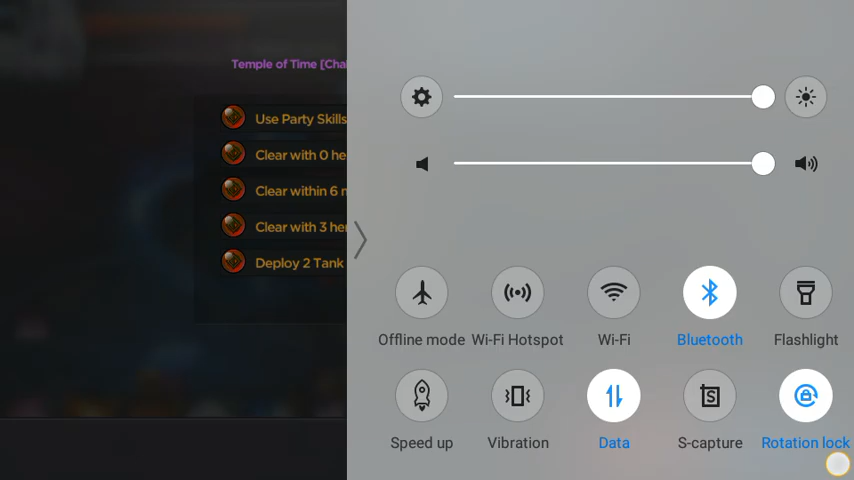 Temple of Time [Cha
Use Party Skills
Clear with 0 he
Clear within 6 m
Clear with 3 he
Deploy 2 Tank
Offline mode
Wi-Fi Hotspot
Wi-Fi
Bluetooth
Flashlight
Speed up
Vibration
Data
S-capture
Rotation lock